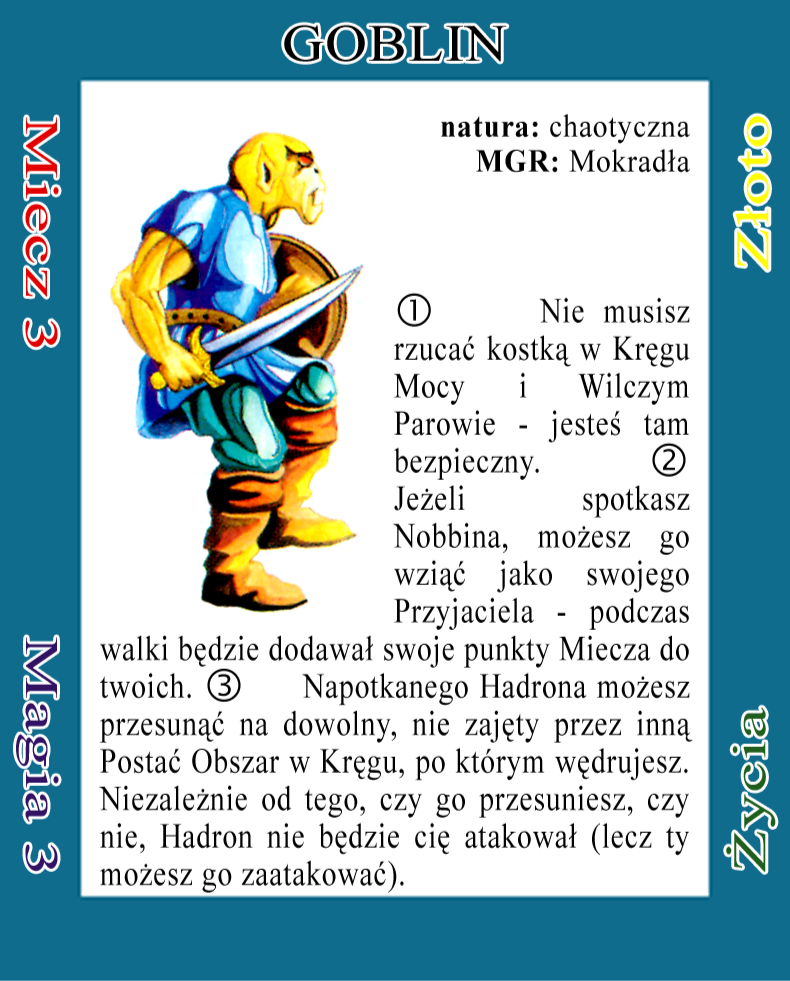 GOBLIN
natura: chaotyczna
MGR: Mokradła
Miecz 3
Złoto
① Nie musisz
rzucać kostką w Kręgu
Mocy i Wilczym
Parowie - jesteś tam
bezpieczny. ②
Jeżeli spotkasz
Nobbina, możesz go
wziąć jako swojego
Przyjaciela - podczas
walki będzie dodawał swoje punkty Miecza do
twoich. ③ Napotkanego Hadrona możesz
przesunąć na dowolny, nie zajęty przez inną
Postać Obszar w Kręgu, po którym wędrujesz.
Niezależnie od tego, czy go przesuniesz, czy
nie, Hadron nie będzie cię atakował (lecz ty
możesz go zaatakować).
Magia 3
Życia